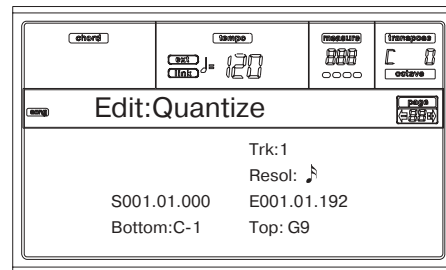 chord tempo measure transpose
ext link ♩= 120 888 C 0
octave
song Edit:Quantize page
Trk:1
Resol: 𝅘𝅥𝅯
S001.01.000 E001.01.192
Bottom:C-1 Top: G9